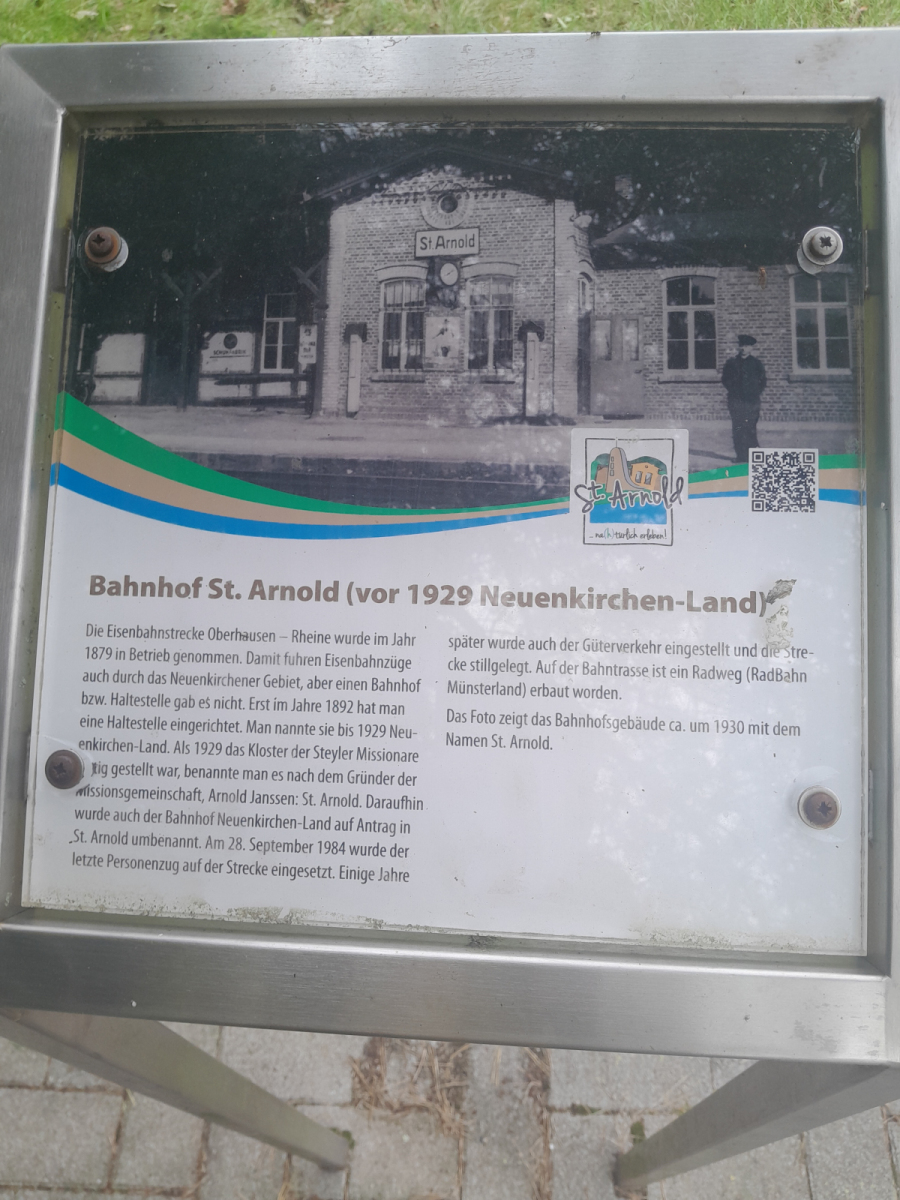 St. Arnold
St. Arnold
... na(h)türlich erleben!
Bahnhof St. Arnold (vor 1929 Neuenkirchen-Land)
Die Eisenbahnstrecke Oberhausen – Rheine wurde im Jahr
1879 in Betrieb genommen. Damit fuhren Eisenbahnzüge
auch durch das Neuenkirchener Gebiet, aber einen Bahnhof
bzw. Haltestelle gab es nicht. Erst im Jahre 1892 hat man
eine Haltestelle eingerichtet. Man nannte sie bis 1929 Neu-
enkirchen-Land. Als 1929 das Kloster der Steyler Missionare
tig gestellt war, benannte man es nach dem Gründer der
Missionsgemeinschaft, Arnold Janssen: St. Arnold. Daraufhin
wurde auch der Bahnhof Neuenkirchen-Land auf Antrag in
St. Arnold umbenannt. Am 28. September 1984 wurde der
letzte Personenzug auf der Strecke eingesetzt. Einige Jahre
später wurde auch der Güterverkehr eingestellt und die Stre-
cke stillgelegt. Auf der Bahntrasse ist ein Radweg (RadBahn
Münsterland) erbaut worden.
Das Foto zeigt das Bahnhofsgebäude ca. um 1930 mit dem
Namen St. Arnold.